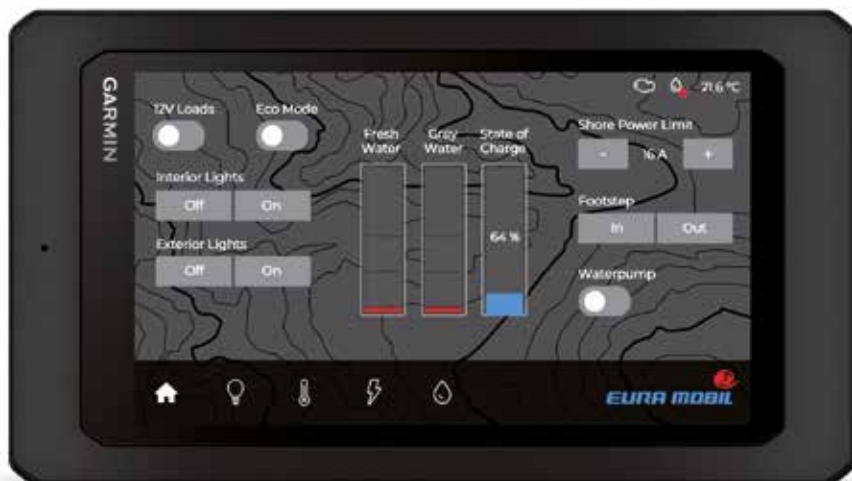 GARMIN
21.6 °C
12V Loads
Eco Mode
Fresh
Water
Gray
Water
State of
Charge
64 %
Shore Power Limit
-
16 A
+
Interior Lights
Off
On
Footstep
In
Out
Exterior Lights
Off
On
Waterpump
EURA MOBIL